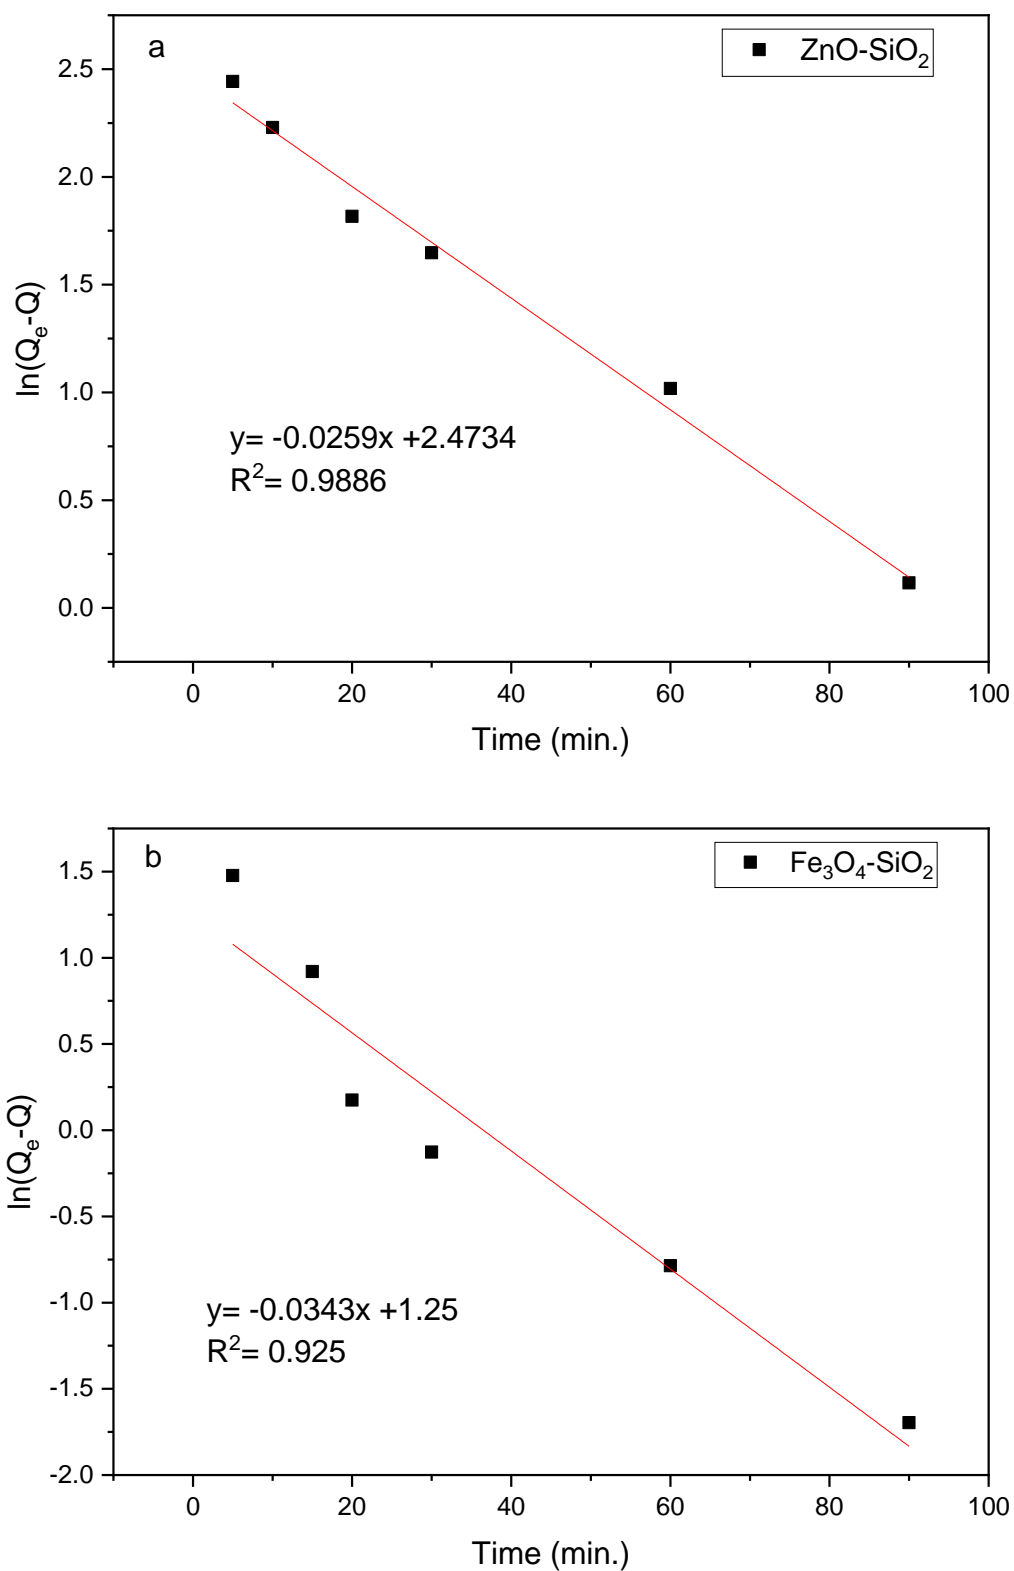 a
ZnO-SiO₂
2.5
2.0
1.5
1.0
0.5
0.0
ln(Qₑ-Q)
y= -0.0259x +2.4734
R²= 0.9886
0 20 40 60 80 100
Time (min.)
b
Fe₃O₄-SiO₂
1.5
1.0
0.5
0.0
-0.5
-1.0
-1.5
-2.0
ln(Qₑ-Q)
y= -0.0343x +1.25
R²= 0.925
0 20 40 60 80 100
Time (min.)